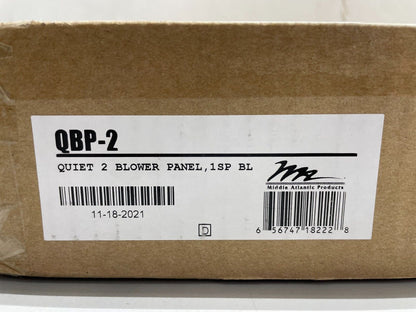 QBP-2
QUIET 2 BLOWER PANEL,1SP BL
Middle Atlantic Products
11-18-2021
D
6 56747 18222 8